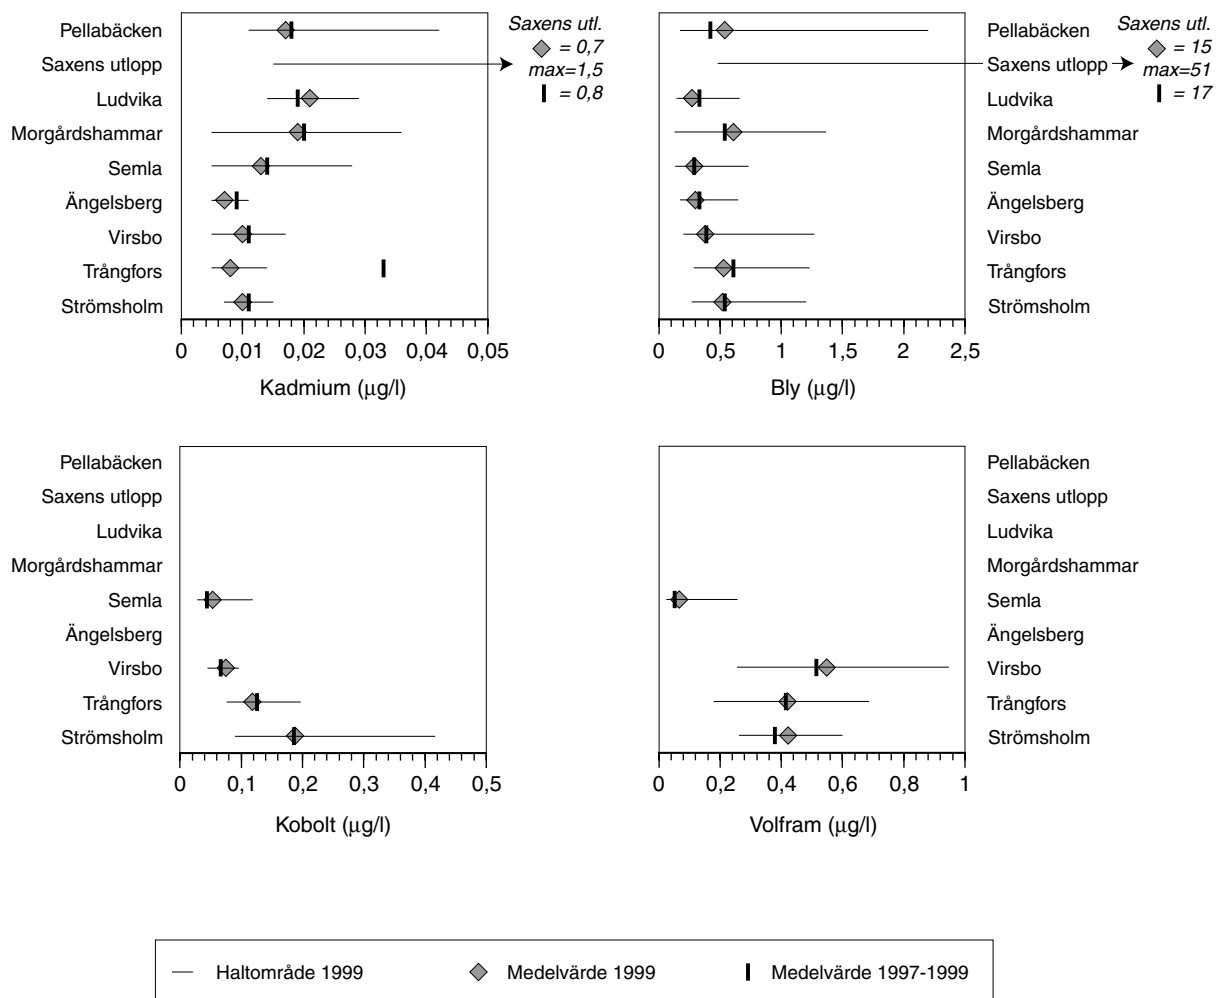 Pellabäcken
Saxens utlopp
Ludvika
Morgårdshammar
Semla
Ängelsberg
Virsbo
Trångfors
Strömsholm
0 0,01 0,02 0,03 0,04 0,05
Kadmium (µg/l)
Saxens utl.
= 0,7
max=1,5
= 0,8
Pellabäcken
Saxens utlopp
Ludvika
Morgårdshammar
Semla
Ängelsberg
Virsbo
Trångfors
Strömsholm
0 0,5 1 1,5 2 2,5
Bly (µg/l)
Saxens utl.
= 15
max=51
= 17
Pellabäcken
Saxens utlopp
Ludvika
Morgårdshammar
Semla
Ängelsberg
Virsbo
Trångfors
Strömsholm
0 0,1 0,2 0,3 0,4 0,5
Kobolt (µg/l)
Pellabäcken
Saxens utlopp
Ludvika
Morgårdshammar
Semla
Ängelsberg
Virsbo
Trångfors
Strömsholm
0 0,2 0,4 0,6 0,8 1
Volfram (µg/l)
Haltområde 1999 Medelvärde 1999 Medelvärde 1997-1999